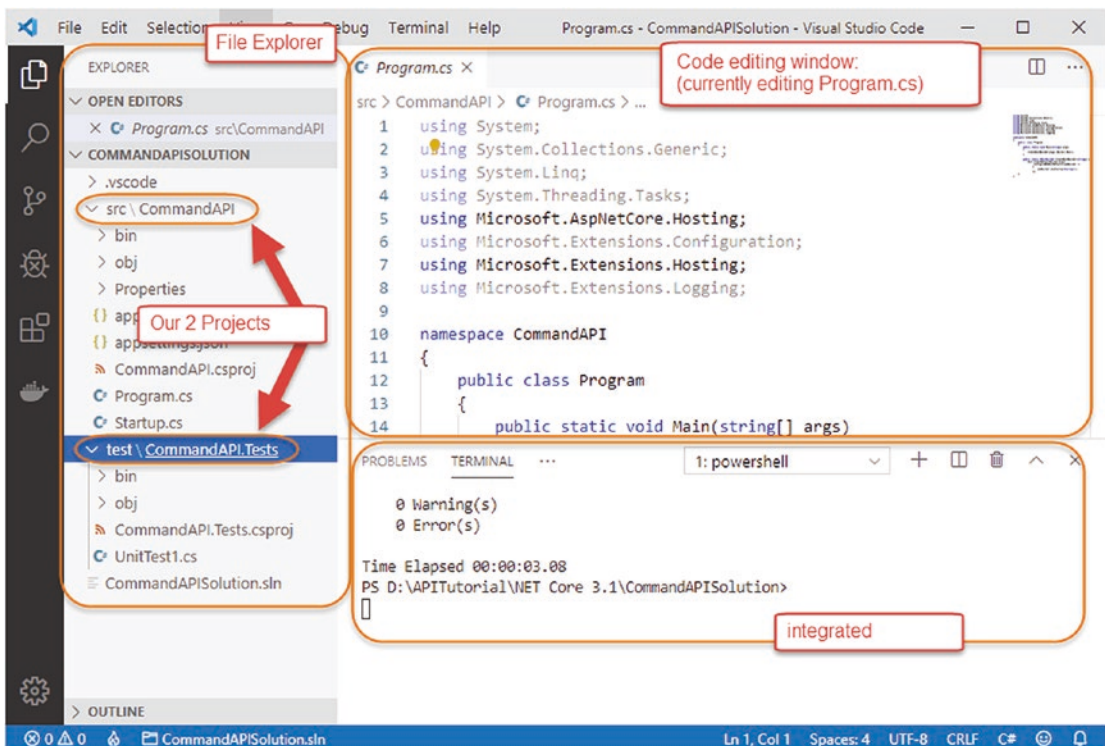 File Edit Selection Debug Terminal Help Program.cs - CommandAPISolution - Visual Studio Code
File Explorer
EXPLORER
OPEN EDITORS
Program.cs src\CommandAPI
COMMANDAPISOLUTION
.vscode
src \ CommandAPI
bin
obj
Properties
Our 2 Projects
appsettings.json
CommandAPI.csproj
Program.cs
Startup.cs
test \ CommandAPI.Tests
bin
obj
CommandAPI.Tests.csproj
UnitTest1.cs
CommandAPISolution.sln
OUTLINE
Program.cs
Code editing window:
(currently editing Program.cs)
src > CommandAPI > Program.cs > ...
1 using System;
2 using System.Collections.Generic;
3 using System.Linq;
4 using System.Threading.Tasks;
5 using Microsoft.AspNetCore.Hosting;
6 using Microsoft.Extensions.Configuration;
7 using Microsoft.Extensions.Hosting;
8 using Microsoft.Extensions.Logging;
9
10 namespace CommandAPI
11 {
12 public class Program
13 {
14 public static void Main(string[] args)
PROBLEMS TERMINAL ... 1: powershell
0 Warning(s)
0 Error(s)
Time Elapsed 00:00:03.08
PS D:\APITutorial\NET Core 3.1\CommandAPISolution>
integrated
0 0 CommandAPISolution.sln Ln 1, Col 1 Spaces: 4 UTF-8 CRLF C#